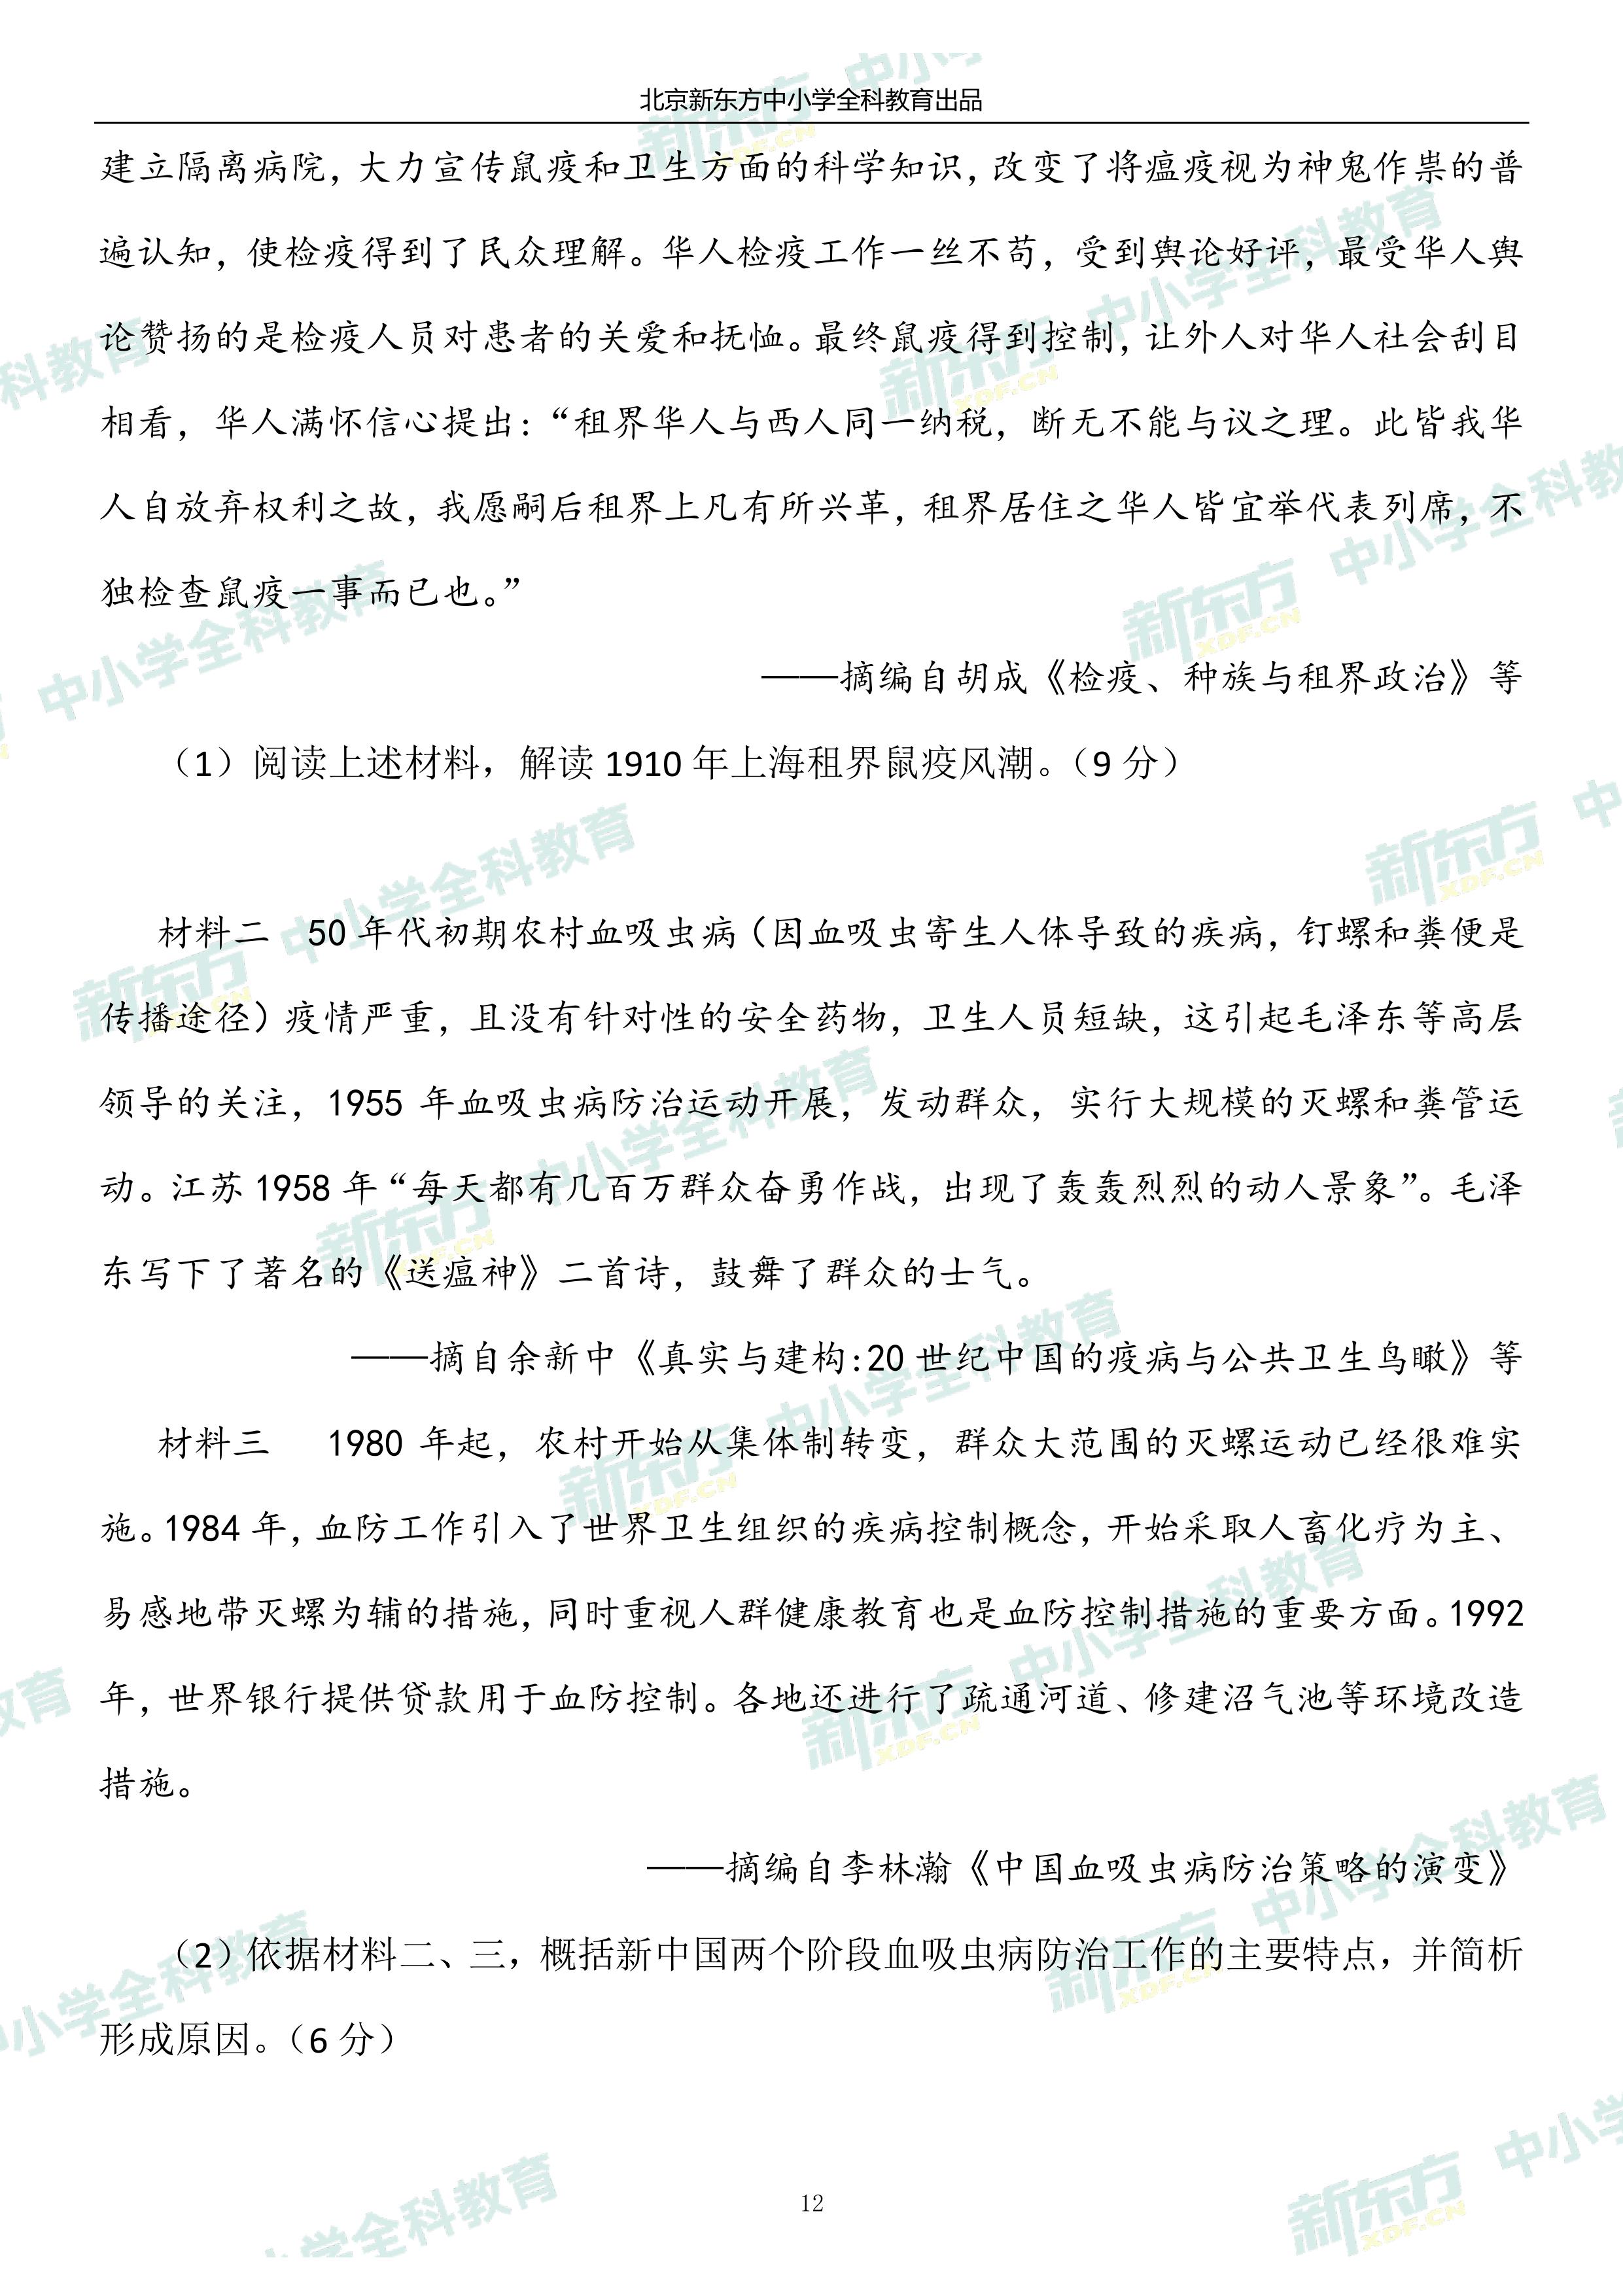 北京新东方中小学全科教育出品
建立隔离病院，大力宣传鼠疫和卫生方面的科学知识，改变了将瘟疫视为神鬼作祟的普
遍认知，使检疫得到了民众理解。华人检疫工作一丝不苟，受到舆论好评，最受华人舆
论赞扬的是检疫人员对患者的关爱和抚恤。最终鼠疫得到控制，让外人对华人社会刮目
相看，华人满怀信心提出：“租界华人与西人同一纳税，断无不能与议之理。此皆我华
人自放弃权利之故，我愿嗣后租界上凡有所兴革，租界居住之华人皆宜举代表列席，不
独检查鼠疫一事而已也。”
——摘编自胡成《检疫、种族与租界政治》等
（1）阅读上述材料，解读 1910 年上海租界鼠疫风潮。（9 分）
材料二 50 年代初期农村血吸虫病（因血吸虫寄生人体导致的疾病，钉螺和粪便是
传播途径）疫情严重，且没有针对性的安全药物，卫生人员短缺，这引起毛泽东等高层
领导的关注，1955 年血吸虫病防治运动开展，发动群众，实行大规模的灭螺和粪管运
动。江苏 1958 年“每天都有几百万群众奋勇作战，出现了轰轰烈烈的动人景象”。毛泽
东写下了著名的《送瘟神》二首诗，鼓舞了群众的士气。
——摘自余新中《真实与建构:20 世纪中国的疫病与公共卫生鸟瞰》等
材料三 1980 年起，农村开始从集体制转变，群众大范围的灭螺运动已经很难实
施。1984 年，血防工作引入了世界卫生组织的疾病控制概念，开始采取人畜化疗为主、
易感地带灭螺为辅的措施，同时重视人群健康教育也是血防控制措施的重要方面。1992
年，世界银行提供贷款用于血防控制。各地还进行了疏通河道、修建沼气池等环境改造
措施。
——摘编自李林瀚《中国血吸虫病防治策略的演变》
（2）依据材料二、三，概括新中国两个阶段血吸虫病防治工作的主要特点，并简析
形成原因。（6 分）
12